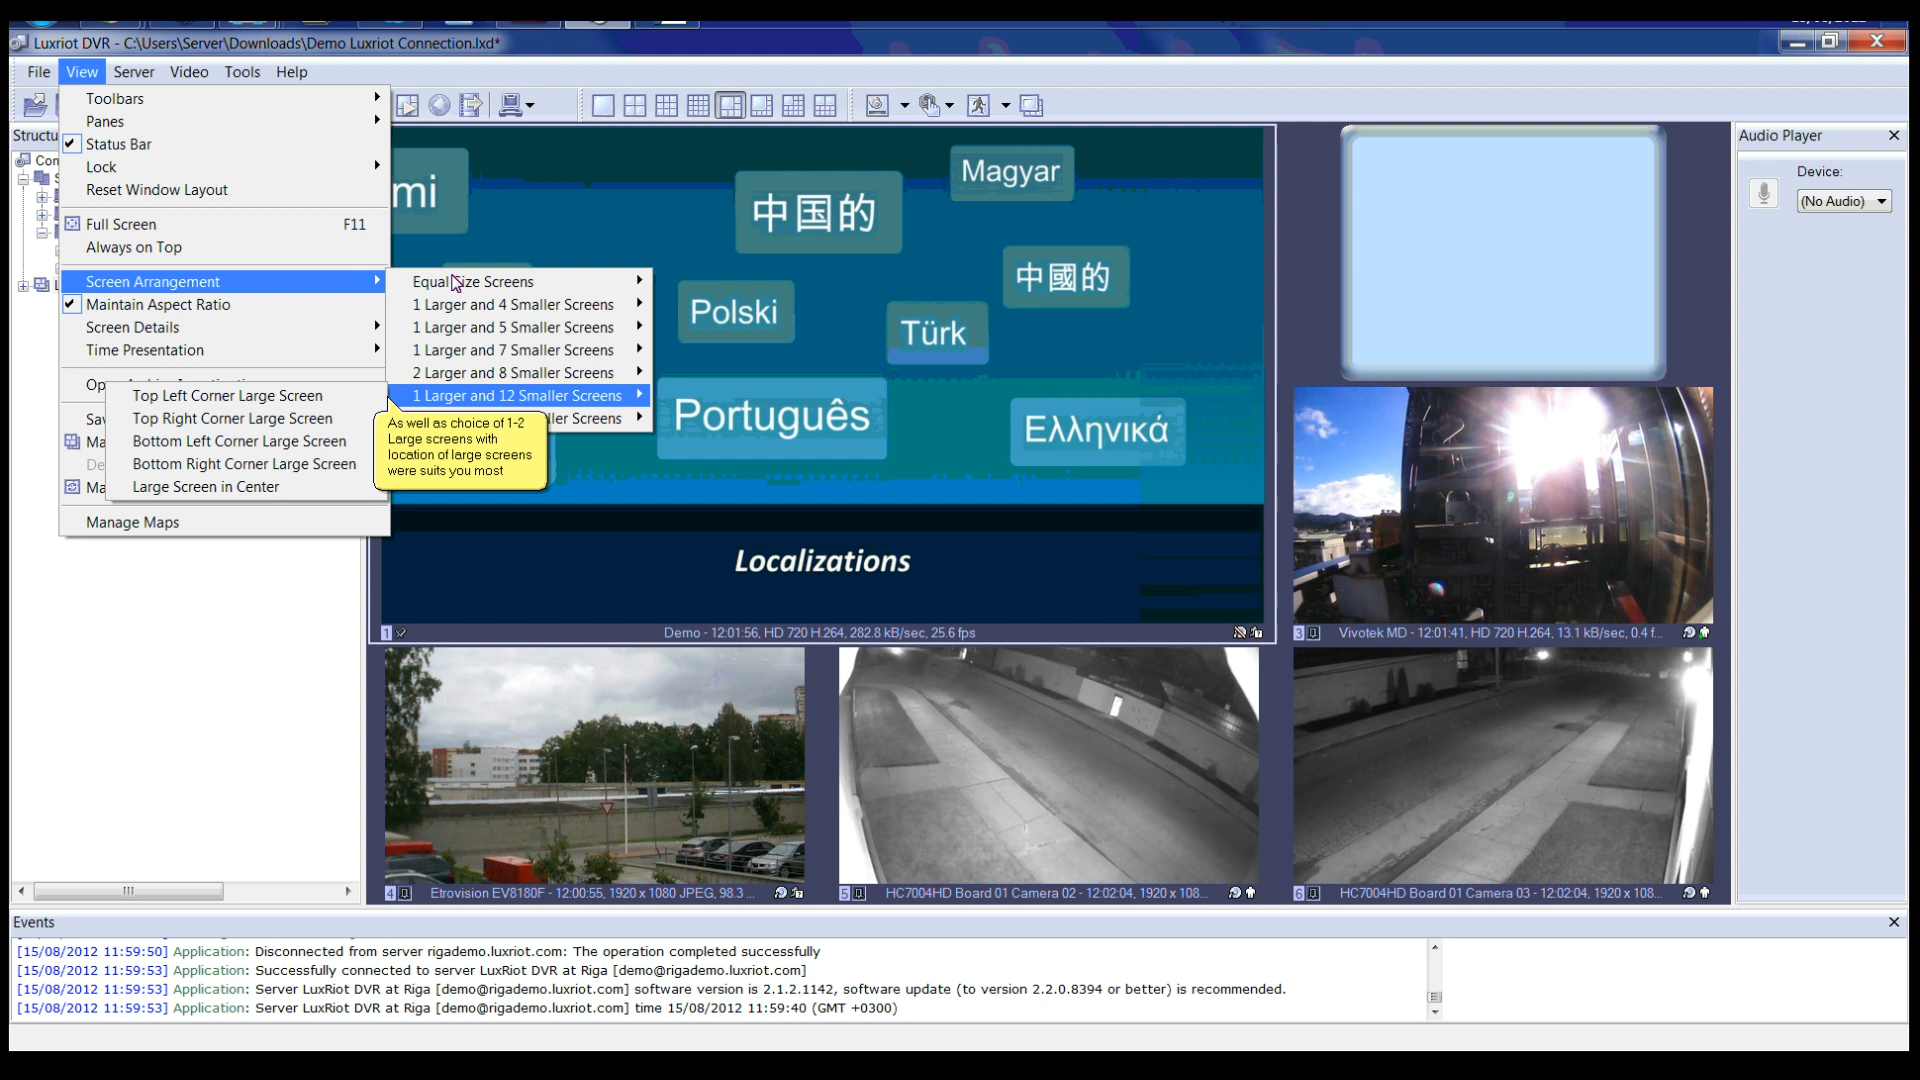 Luxriot DVR - C:\Users\Server\Downloads\Demo Luxriot Connection.lxd*
File View Server Video Tools Help
Toolbars
Panes
Status Bar
Lock
Reset Window Layout
Full Screen F11
Always on Top
Screen Arrangement
Maintain Aspect Ratio
Screen Details
Time Presentation
Manage Maps
Equal Size Screens
1 Larger and 4 Smaller Screens
1 Larger and 5 Smaller Screens
1 Larger and 7 Smaller Screens
2 Larger and 8 Smaller Screens
1 Larger and 12 Smaller Screens
Top Left Corner Large Screen
Top Right Corner Large Screen
Bottom Left Corner Large Screen
Bottom Right Corner Large Screen
Large Screen in Center
As well as choice of 1-2
Large screens with
location of large screens
were suits you most
mi
中国的
Magyar
中國的
Polski
Türk
Português
Ελληνικά
Localizations
1 Demo - 12:01:56, HD 720 H.264, 282.8 kB/sec, 25.6 fps
3 Vivotek MD - 12:01:41, HD 720 H.264, 13.1 kB/sec, 0.4 f...
4 Etrovision EV8180F - 12:00:55, 1920 x 1080 JPEG, 98.3 ...
5 HC7004HD Board 01 Camera 02 - 12:02:04, 1920 x 108...
6 HC7004HD Board 01 Camera 03 - 12:02:04, 1920 x 108...
Audio Player
Device:
(No Audio)
Events
[15/08/2012 11:59:50] Application: Disconnected from server rigademo.luxriot.com: The operation completed successfully
[15/08/2012 11:59:53] Application: Successfully connected to server LuxRiot DVR at Riga [demo@rigademo.luxriot.com]
[15/08/2012 11:59:53] Application: Server LuxRiot DVR at Riga [demo@rigademo.luxriot.com] software version is 2.1.2.1142, software update (to version 2.2.0.8394 or better) is recommended.
[15/08/2012 11:59:53] Application: Server LuxRiot DVR at Riga [demo@rigademo.luxriot.com] time 15/08/2012 11:59:40 (GMT +0300)